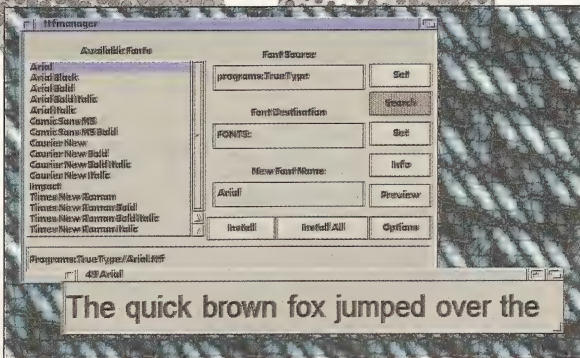 ttfmanager
Available Fonts
Arial
Arial Black
Arial Bold
Arial Bold Italic
Arial Italic
Comic Sans MS
Comic Sans MS Bold
Courier New
Courier New Bold
Courier New Bold Italic
Courier New Italic
Impact
Times New Roman
Times New Roman Bold
Times New Roman Bold Italic
Times New Roman Italic
Font Source
programs:TrueType
Set
Search
Font Destination
FONTS:
Set
Info
New Font Name:
Arial
Preview
Install
Install All
Options
Programs:TrueType/Arial.ttf
49 Arial
The quick brown fox jumped over the